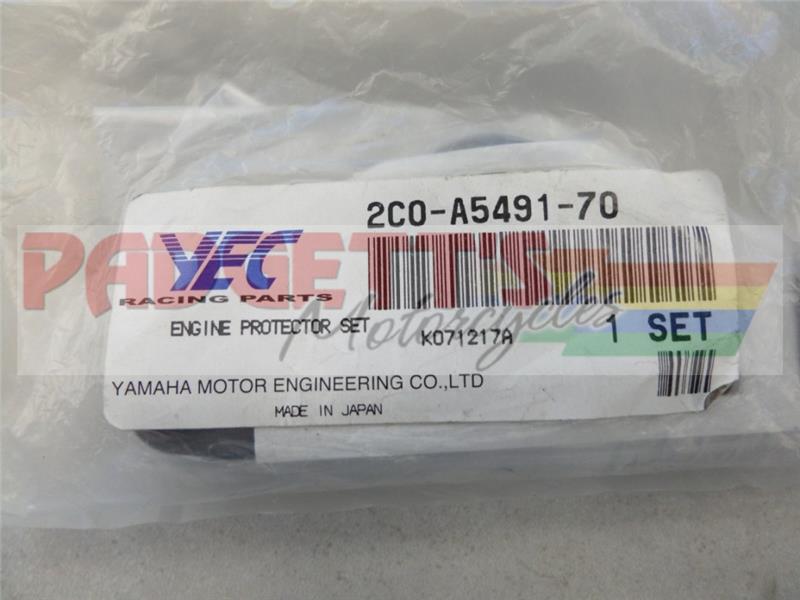 2C0-A5491-70
YEC
RACING PARTS
PADGETT'S
Motorcycles
ENGINE PROTECTOR SET
K071217A
1 SET
YAMAHA MOTOR ENGINEERING CO.,LTD
MADE IN JAPAN